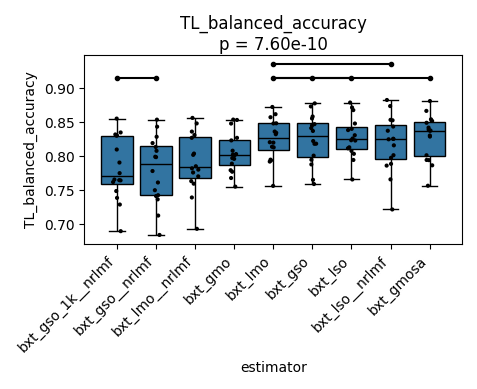 TL_balanced_accuracy
p = 7.60e-10
TL_balanced_accuracy
0.90
0.85
0.80
0.75
0.70
bxt_gso_1k__nrlmf
bxt_gso__nrlmf
bxt_lmo__nrlmf
bxt_gmo
bxt_lmo
bxt_gso
bxt_lso
bxt_lso__nrlmf
bxt_gmosa
estimator